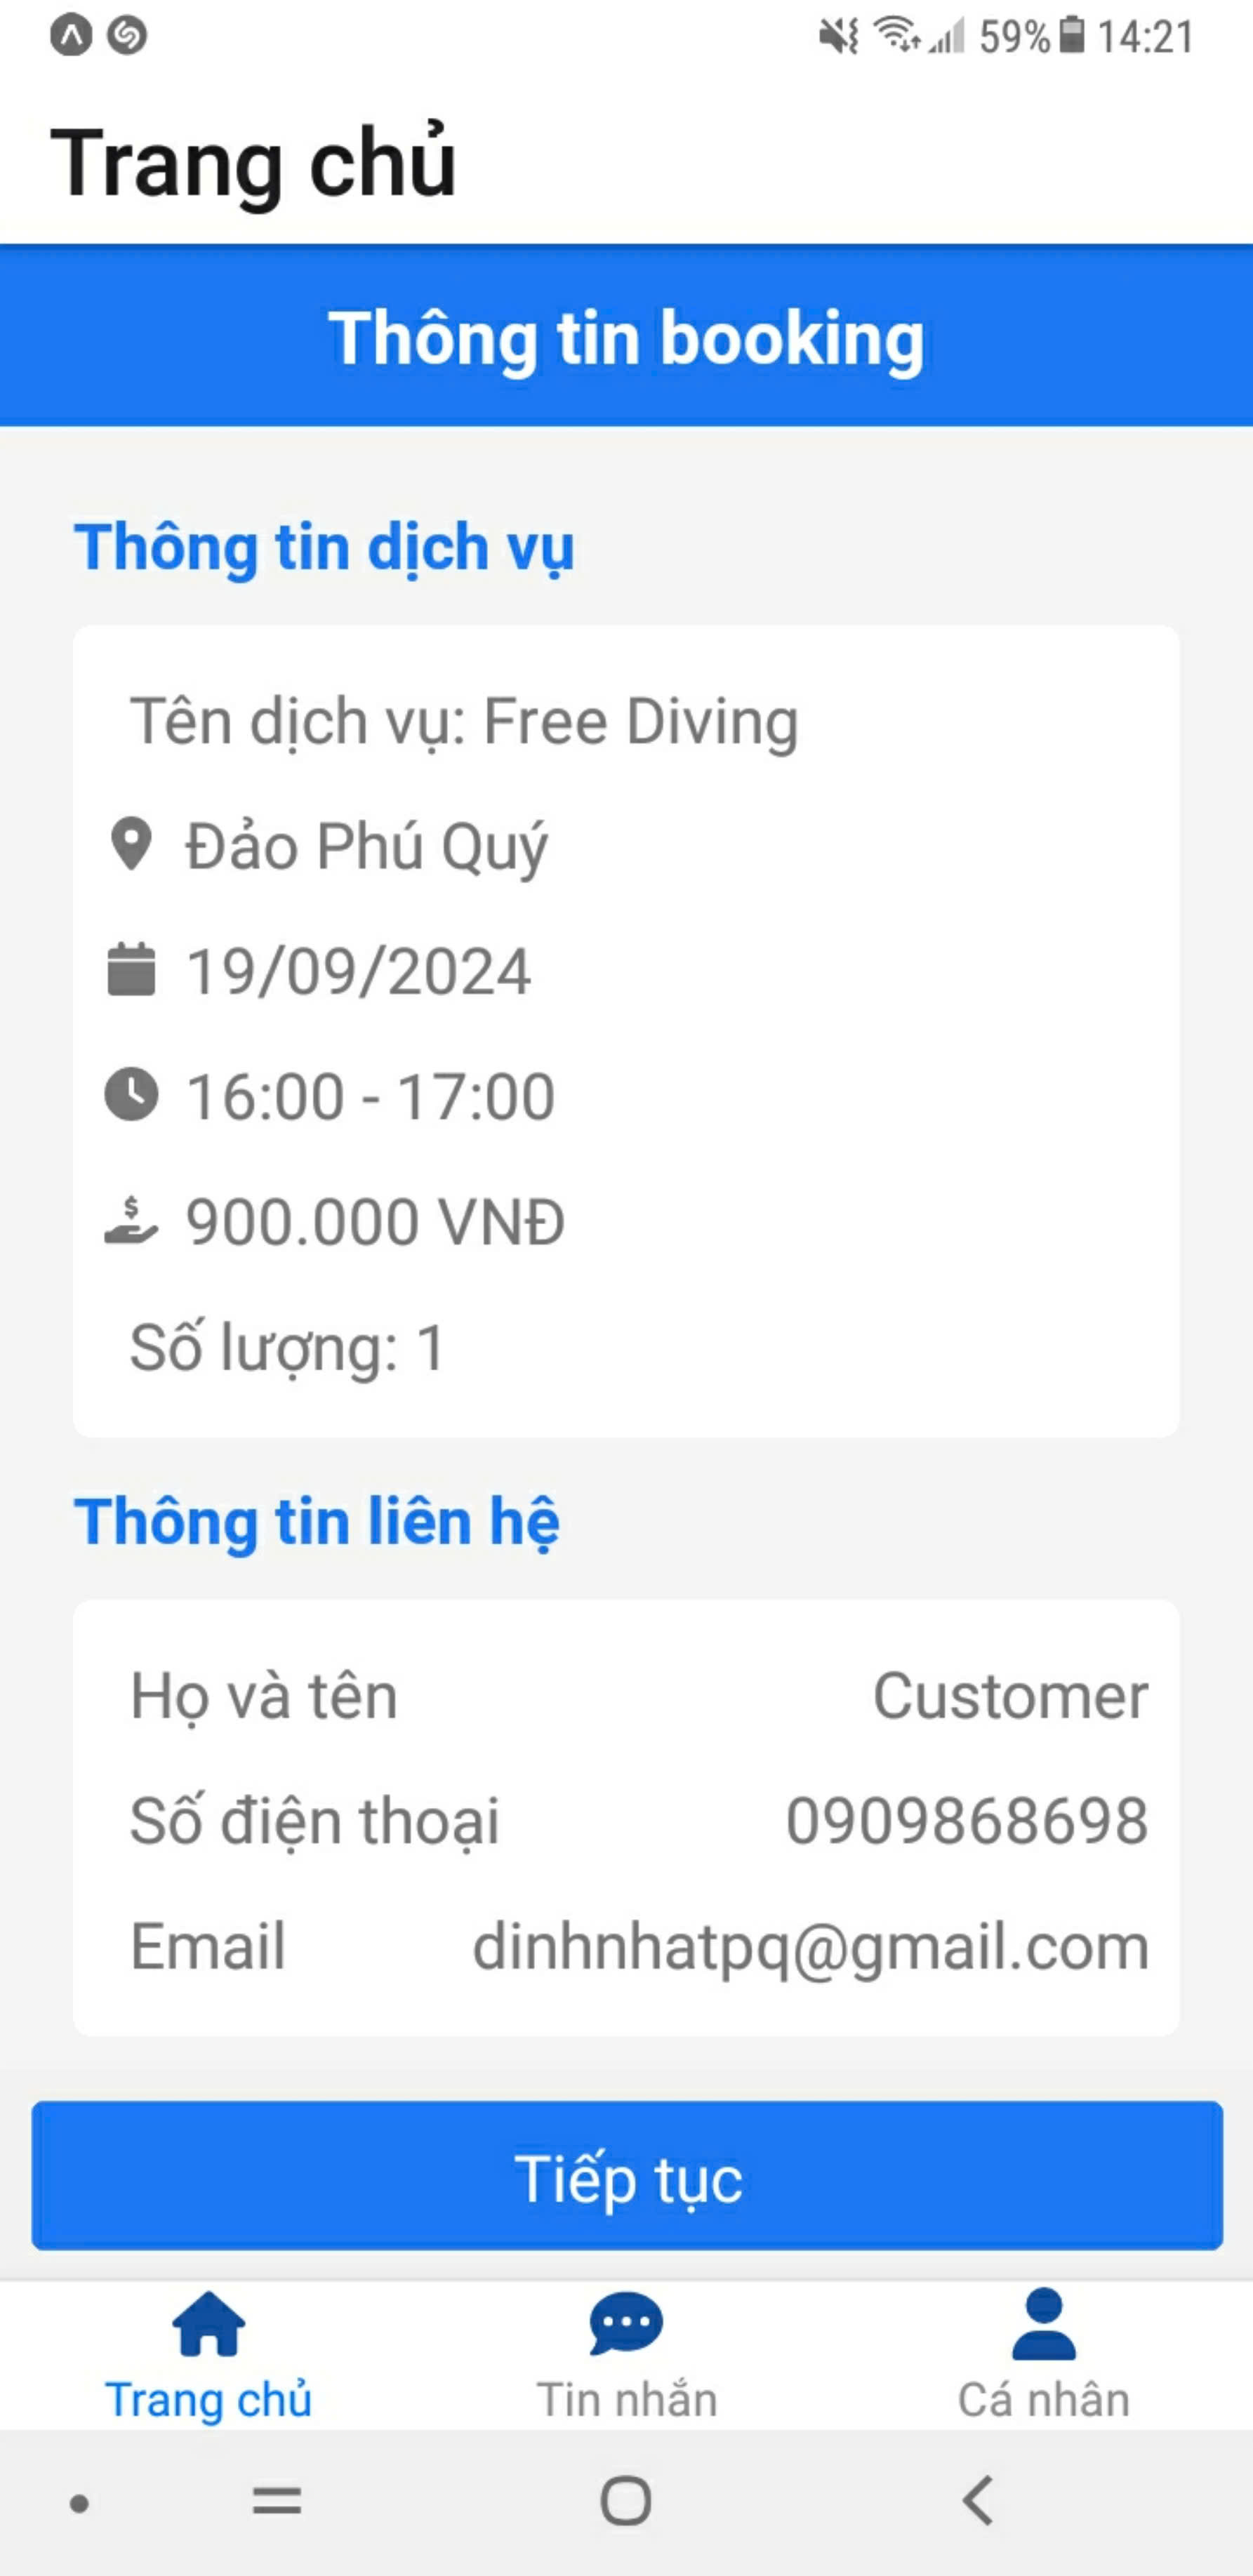 59% 14:21
Trang chủ
Thông tin booking
Thông tin dịch vụ
Tên dịch vụ: Free Diving
Đảo Phú Quý
19/09/2024
16:00 - 17:00
$ 900.000 VNĐ
Số lượng: 1
Thông tin liên hệ
Họ và tên Customer
Số điện thoại 0909868698
Email dinhnhatpq@gmail.com
Tiếp tục
Trang chủ Tin nhắn Cá nhân